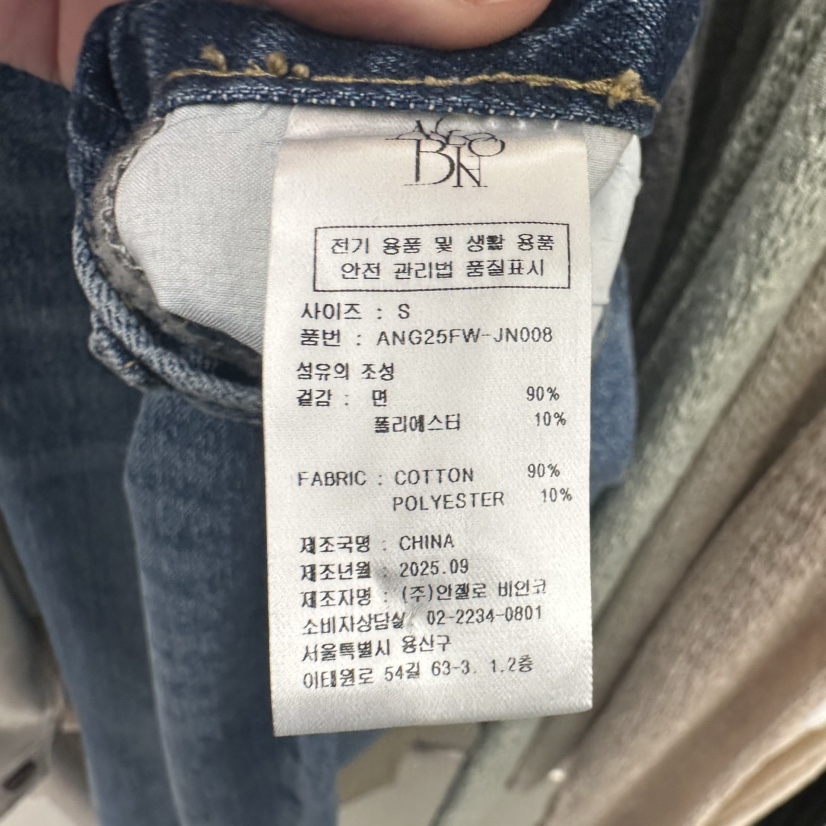 BN
전기 용품 및 생활 용품
안전 관리법 품질표시
사이즈 : S
품번 : ANG25FW-JN008
섬유의 조성
겉감 : 면 90%
폴리에스터 10%
FABRIC : COTTON 90%
POLYESTER 10%
제조국명 : CHINA
제조년월 : 2025.09
제조자명 : (주)안젤로 비인코
소비자상담실 02-2234-0801
서울특별시 용산구
이태원로 54길 63-3. 1.2층